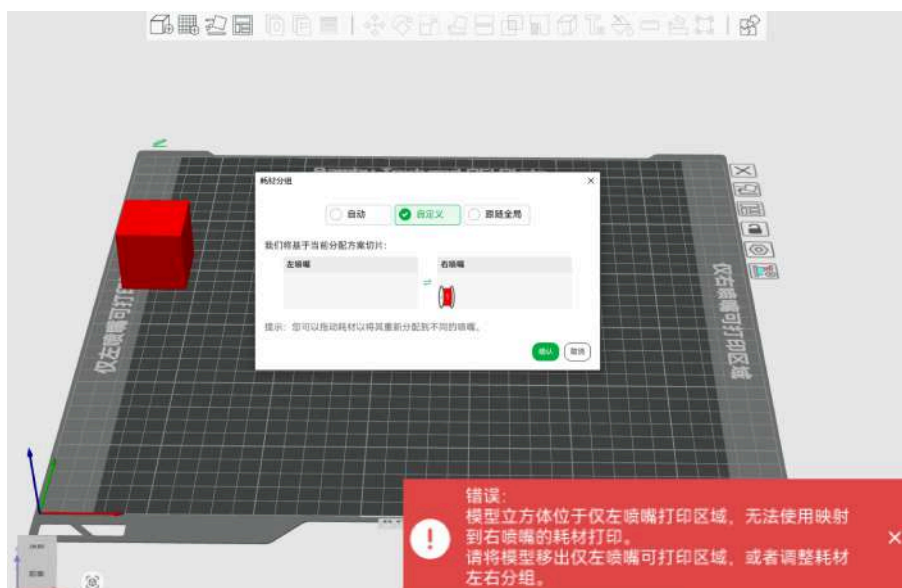 耗材分组
自动
自定义
跟随全局
我们将基于当前分配方案切片：
左喷嘴
右喷嘴
提示：您可以拖动耗材以将其重新分配到不同的喷嘴。
确认
取消
仅左喷嘴可打印
仅右喷嘴可打印区域
错误：
模型立方体位于仅左喷嘴打印区域，无法使用映射
到右喷嘴的耗材打印。
请将模型移出仅左喷嘴可打印区域，或者调整耗材
左右分组。